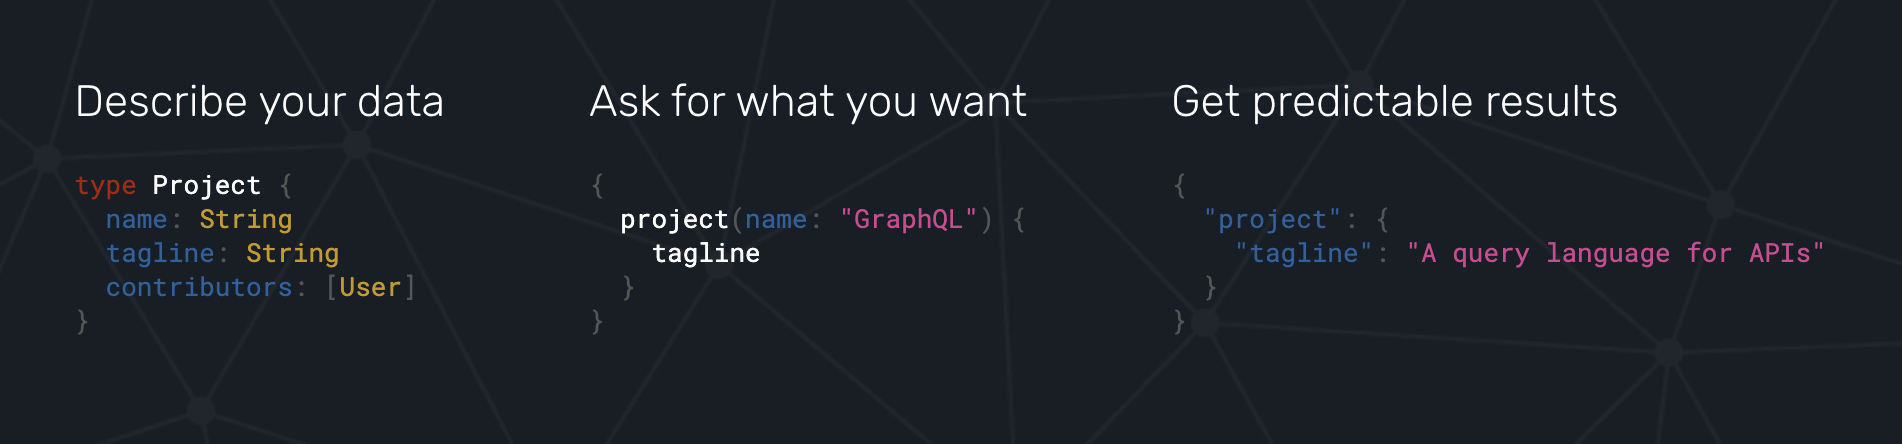 Describe your data
type Project {
  name: String
  tagline: String
  contributors: [User]
}
Ask for what you want
{
  project(name: "GraphQL") {
    tagline
  }
}
Get predictable results
{
  "project": {
    "tagline": "A query language for APIs"
  }
}